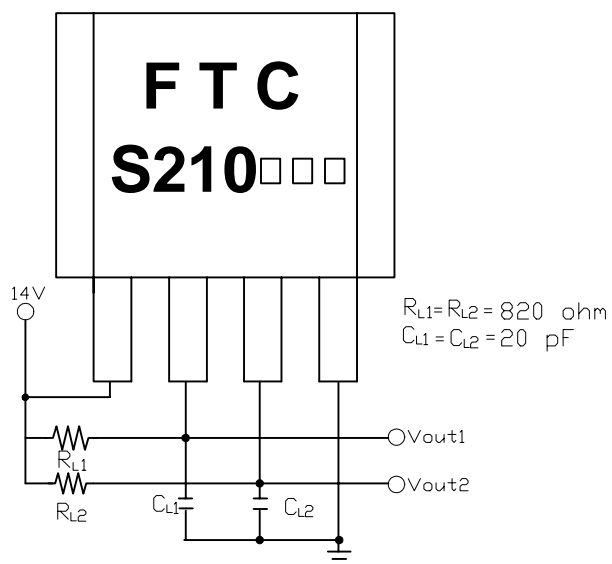 F T C
S210□□□
14V
RL1=RL2=820 ohm
CL1=CL2=20 pF
Vout1
RL1
Vout2
CL1
CL2
RL2